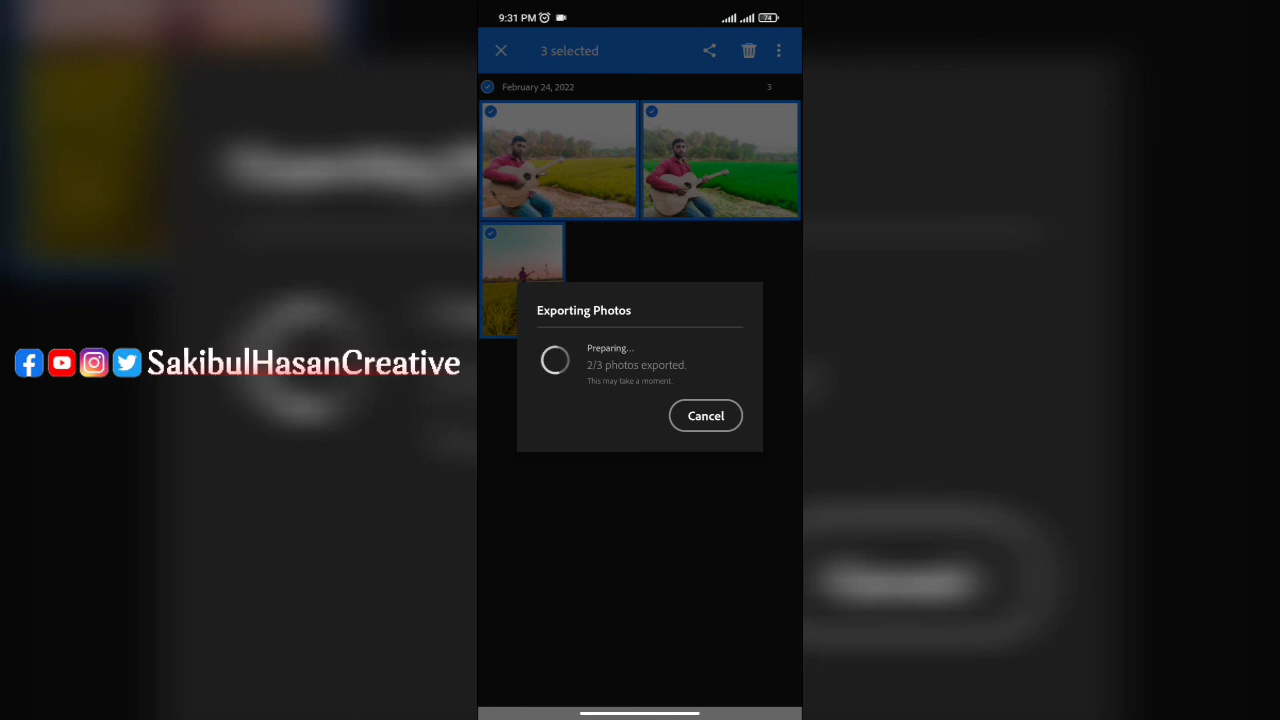 9:31 PM
74
3 selected
February 24, 2022
3
Exporting Photos
Preparing...
2/3 photos exported.
This may take a moment.
Cancel
SakibulHasanCreative